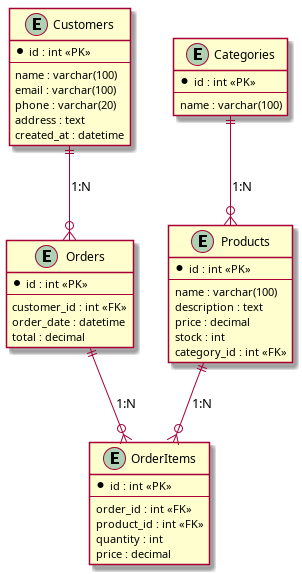 E Customers
id : int «PK»
name : varchar(100)
email : varchar(100)
phone : varchar(20)
address : text
created_at : datetime
E Categories
id : int «PK»
name : varchar(100)
1:N
1:N
E Orders
id : int «PK»
customer_id : int «FK»
order_date : datetime
total : decimal
E Products
id : int «PK»
name : varchar(100)
description : text
price : decimal
stock : int
category_id : int «FK»
1:N
1:N
E OrderItems
id : int «PK»
order_id : int «FK»
product_id : int «FK»
quantity : int
price : decimal